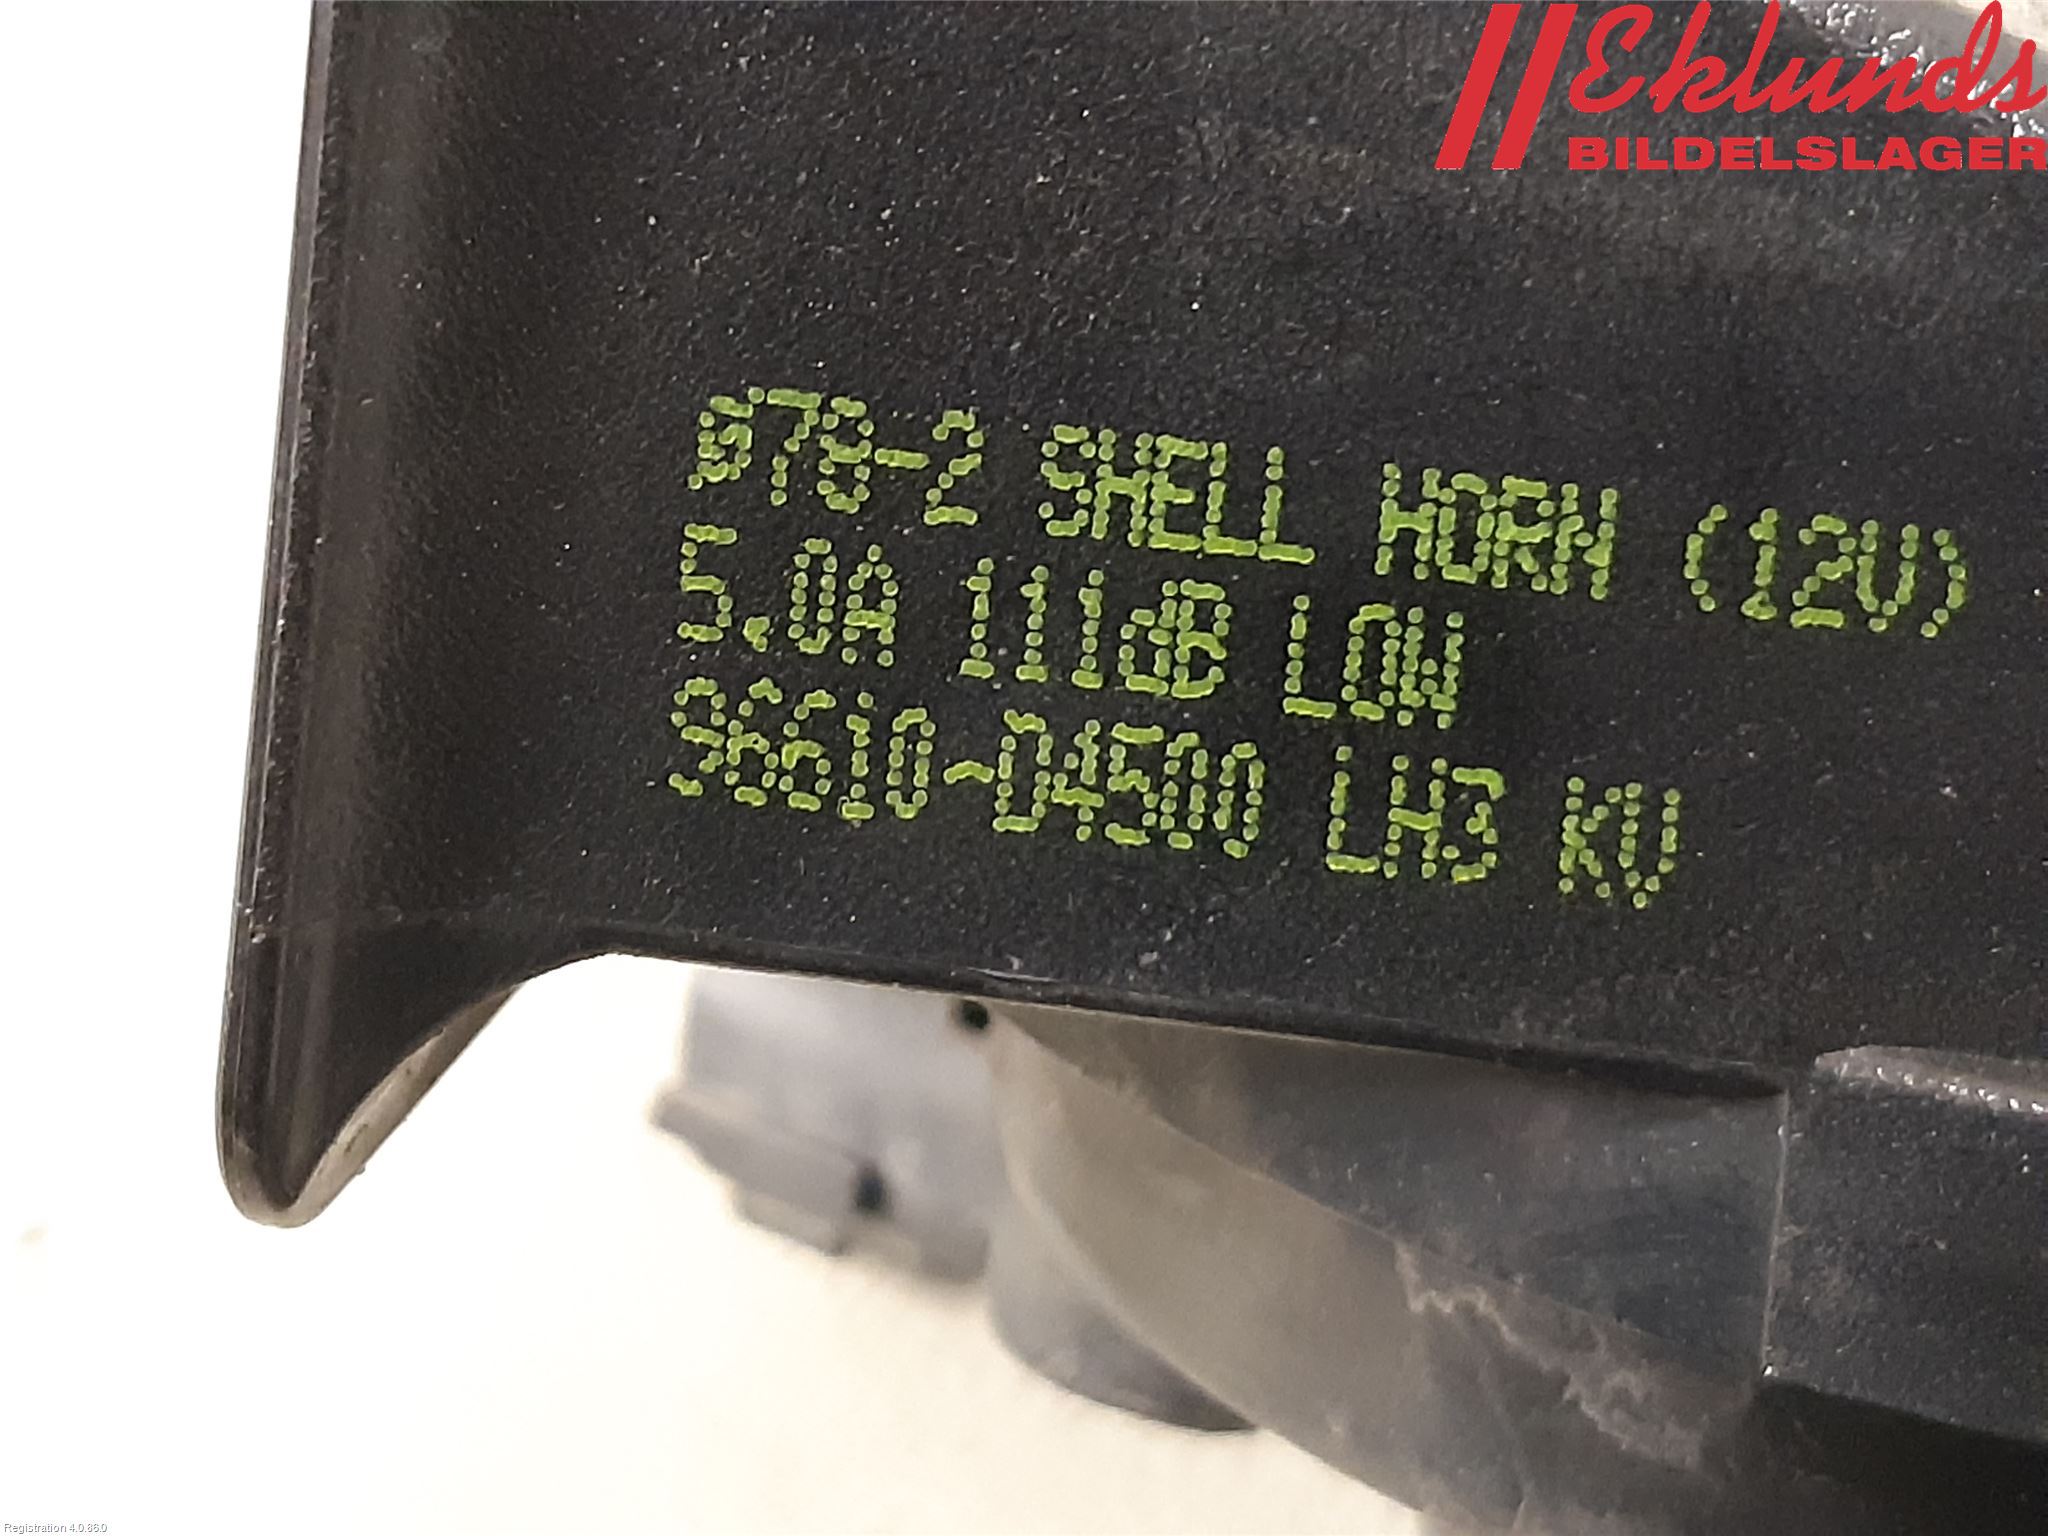 Eklunds
BILDELSLAGER
Ø78-2 SHELL HORN (12V)
5.0A 111dB LOW
96610-D4500 LH3 KV
Registration 4.0.86.0